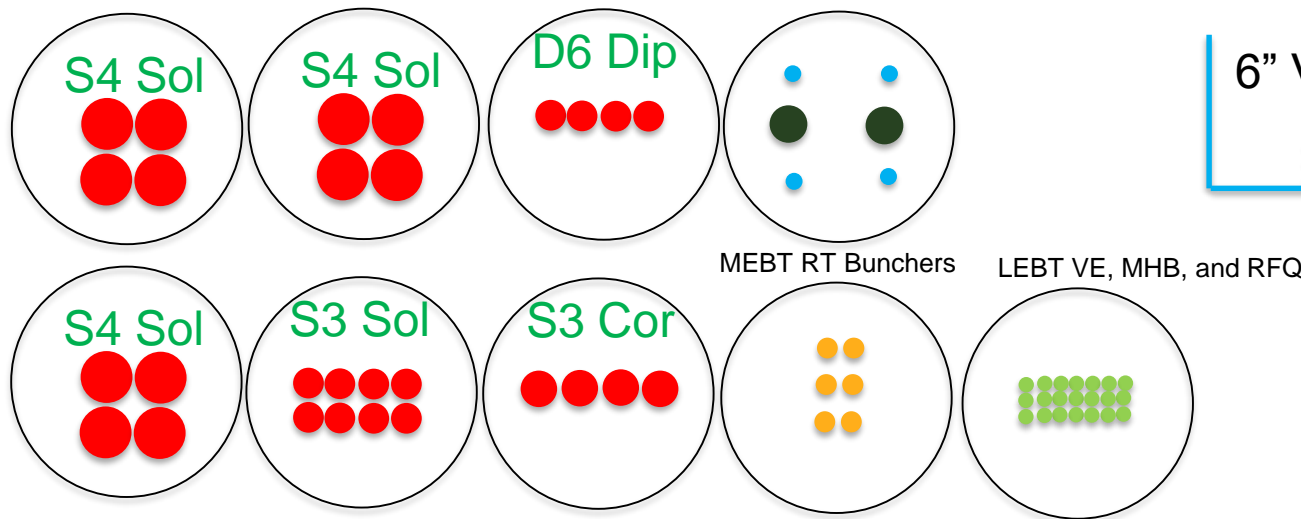 S4 Sol
S4 Sol
D6 Dip
6”
MEBT RT Bunchers
LEBT VE, MHB, and RFQ
S4 Sol
S3 Sol
S3 Cor